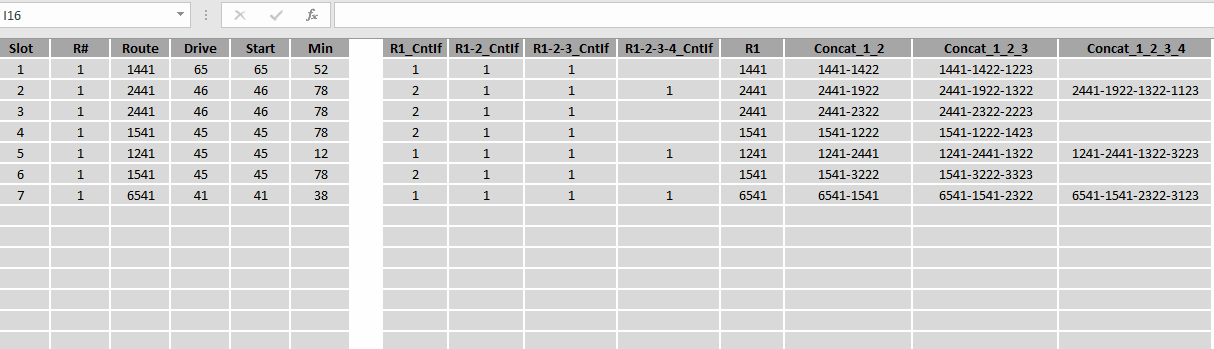 I16 fx
Slot R# Route Drive Start Min R1_CntIf R1-2_CntIf R1-2-3_CntIf R1-2-3-4_CntIf R1 Concat_1_2 Concat_1_2_3 Concat_1_2_3_4
1 1 1441 65 65 52 1 1 1 1441 1441-1422 1441-1422-1223
2 1 2441 46 46 78 2 1 1 1 2441 2441-1922 2441-1922-1322 2441-1922-1322-1123
3 1 2441 46 46 78 2 1 1 2441 2441-2322 2441-2322-2223
4 1 1541 45 45 78 2 1 1 1541 1541-1222 1541-1222-1423
5 1 1241 45 45 12 1 1 1 1 1241 1241-2441 1241-2441-1322 1241-2441-1322-3223
6 1 1541 45 45 78 2 1 1 1541 1541-3222 1541-3222-3323
7 1 6541 41 41 38 1 1 1 1 6541 6541-1541 6541-1541-2322 6541-1541-2322-3123